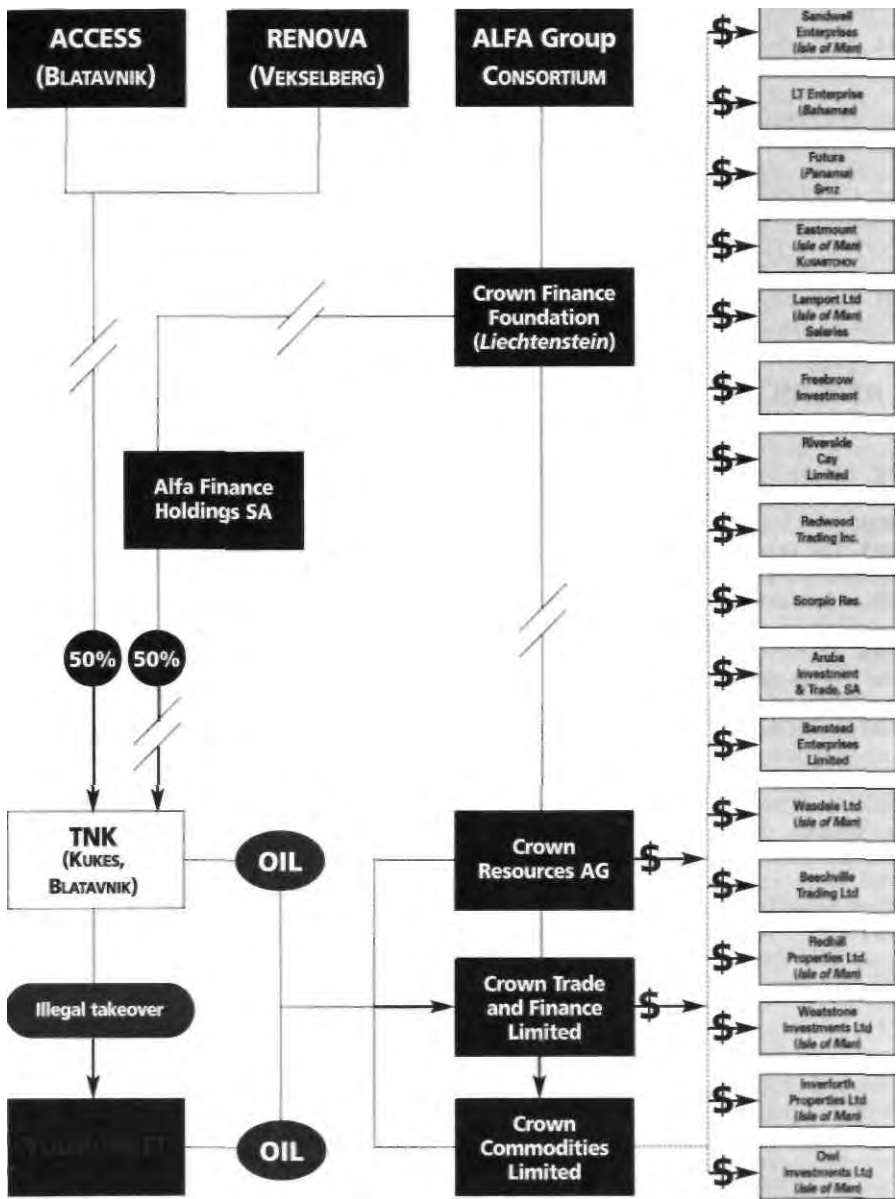 ACCESS
(BLATAVNIK)
RENOVA
(VEKSELBERG)
ALFA Group
CONSORTIUM
Crown Finance
Foundation
(Liechtenstein)
Alfa Finance
Holdings SA
50%
50%
TNK
(KUKES,
BLATAVNIK)
OIL
Illegal takeover
OIL
Crown
Resources AG
$
Crown Trade
and Finance
Limited
$
Crown
Commodities
Limited
$
Sandwell
Enterprises
(Isle of Man)
$
LT Enterprise
(Bahamas)
$
Futura
(Panama)
SPITZ
$
Eastmount
(Isle of Man)
$
Lamport Ltd
(Isle of Man)
Salaries
$
Freebrow
Investment
$
Riverside
Cay
Limited
$
Redwood
Trading Inc.
$
Scorpio Res.
$
Aruba
Investment
& Trade, SA
$
Banstead
Enterprises
Limited
$
Wasdale Ltd
(Isle of Man)
$
Beechville
Trading Ltd
$
Redhill
Properties Ltd.
(Isle of Man)
$
Investments Ltd
(Isle of Man)
$
Inverforth
Properties Ltd
(Isle of Man)
$
Owl
Investments Ltd
(Isle of Man)